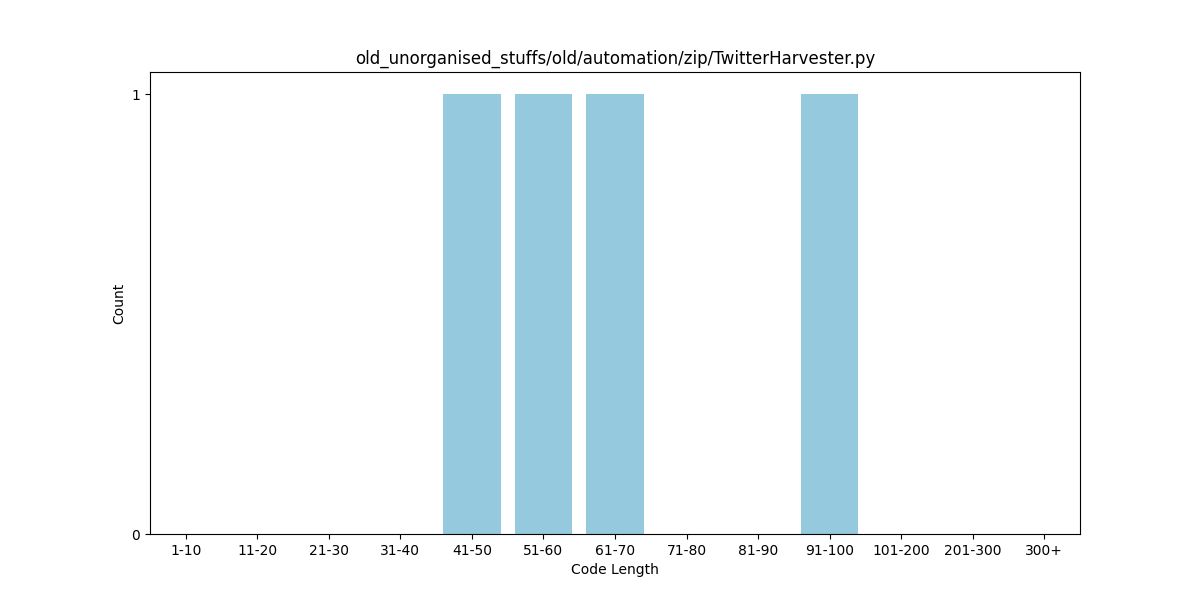 old_unorganised_stuffs/old/automation/zip/TwitterHarvester.py
1
Count
0
1-10 11-20 21-30 31-40 41-50 51-60 61-70 71-80 81-90 91-100 101-200 201-300 300+
Code Length